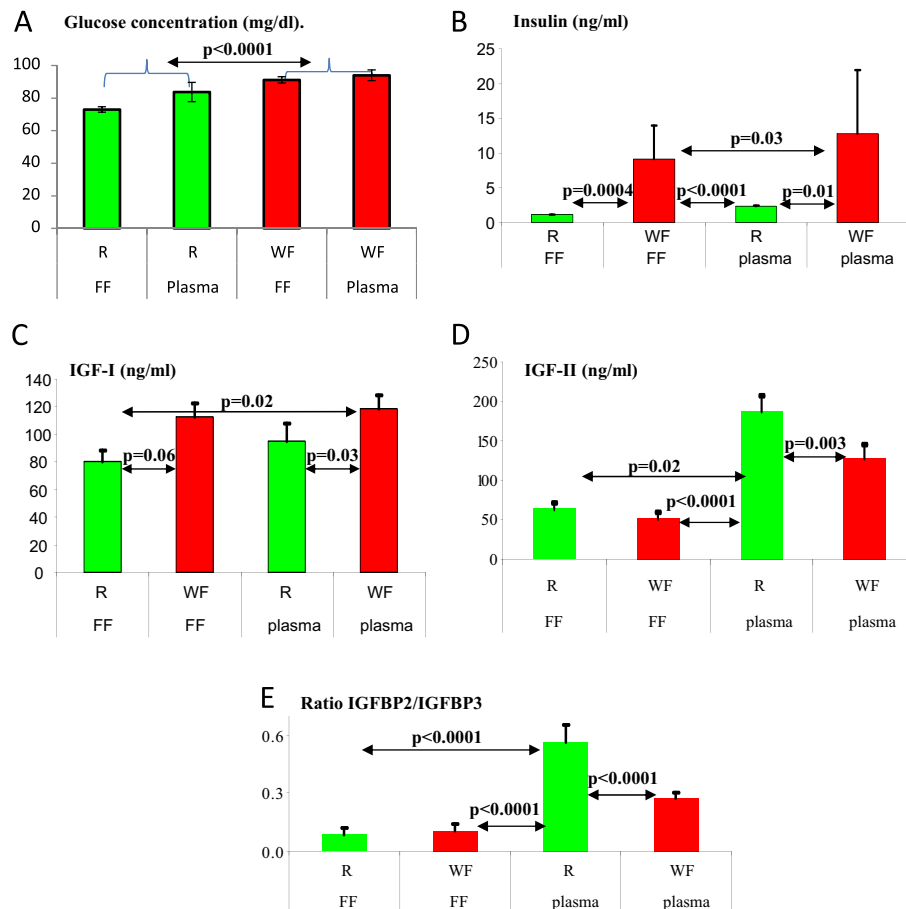 A
Glucose concentration (mg/dl).
p<0.0001
100
80
60
40
20
0
R R WF WF
FF Plasma FF Plasma
B
Insulin (ng/ml)
25
20
15
10
5
0
p=0.03
p=0.0004 p<0.0001 p=0.01
R WF R WF
FF FF plasma plasma
C
IGF-I (ng/ml)
140
120
100
80
60
40
20
0
p=0.02
p=0.06 p=0.03
R WF R WF
FF FF plasma plasma
D
IGF-II (ng/ml)
250
200
150
100
50
0
p=0.003
p=0.02
p<0.0001
R WF R WF
FF FF plasma plasma
E
Ratio IGFBP2/IGFBP3
0.6
0.3
0.0
p<0.0001
p<0.0001
p<0.0001
R WF R WF
FF FF plasma plasma